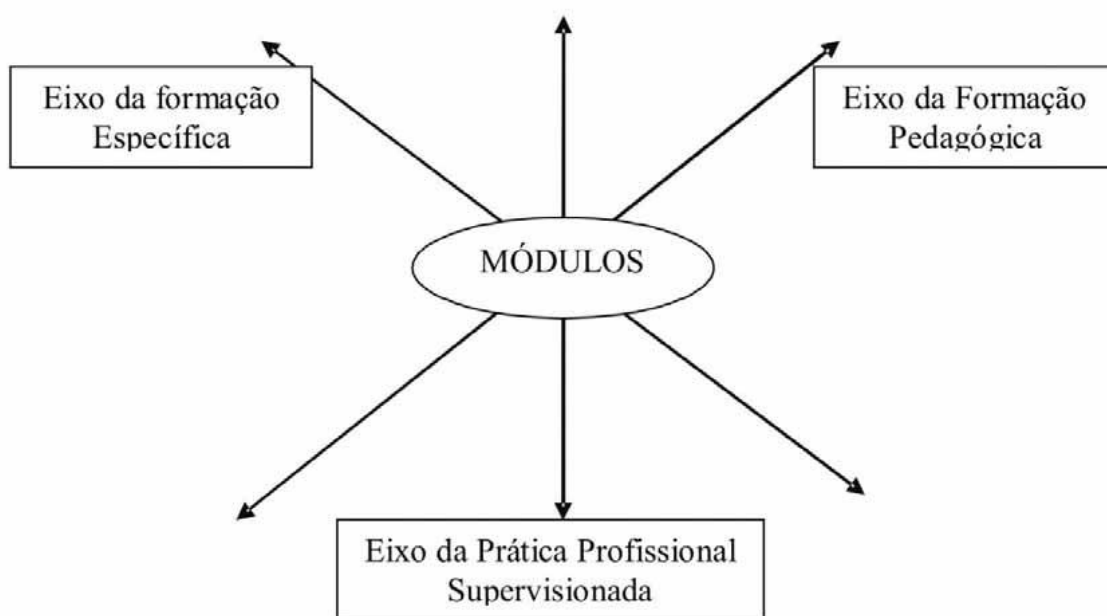 Eixo da formação
Específica
Eixo da Formação
Pedagógica
MÓDULOS
Eixo da Prática Profissional
Supervisionada